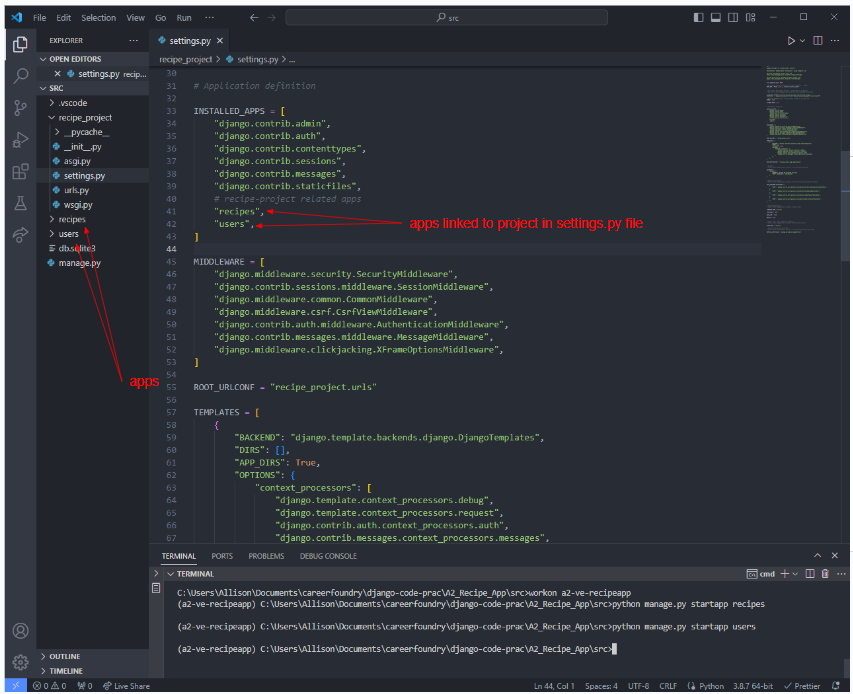 File Edit Selection View Go Run ··· src
EXPLORER ···
OPEN EDITORS
settings.py recip...
SRC
.vscode
recipe_project
__pycache__
__init__.py
asgi.py
settings.py
urls.py
wsgi.py
recipes
users
db.sqlite3
manage.py
apps
OUTLINE
TIMELINE
settings.py
recipe_project > settings.py > ...
30
31 # Application definition
32
33 INSTALLED_APPS = [
34 "django.contrib.admin",
35 "django.contrib.auth",
36 "django.contrib.contenttypes",
37 "django.contrib.sessions",
38 "django.contrib.messages",
39 "django.contrib.staticfiles",
40 # recipe-project related apps
41 "recipes",
42 "users",
apps linked to project in settings.py file
43 ]
44
45 MIDDLEWARE = [
46 "django.middleware.security.SecurityMiddleware",
47 "django.contrib.sessions.middleware.SessionMiddleware",
48 "django.middleware.common.CommonMiddleware",
49 "django.middleware.csrf.CsrfViewMiddleware",
50 "django.contrib.auth.middleware.AuthenticationMiddleware",
51 "django.contrib.messages.middleware.MessageMiddleware",
52 "django.middleware.clickjacking.XFrameOptionsMiddleware",
53 ]
54
55 ROOT_URLCONF = "recipe_project.urls"
56
57 TEMPLATES = [
58 {
59 "BACKEND": "django.template.backends.django.DjangoTemplates",
60 "DIRS": [],
61 "APP_DIRS": True,
62 "OPTIONS": {
63 "context_processors": [
64 "django.template.context_processors.debug",
65 "django.template.context_processors.request",
66 "django.contrib.auth.context_processors.auth",
67 "django.contrib.messages.context_processors.messages",
TERMINAL PORTS PROBLEMS DEBUG CONSOLE
TERMINAL cmd
C:\Users\Allison\Documents\careerfoundry\django-code-prac\A2_Recipe_App\src>workon a2-ve-recipeapp
(a2-ve-recipeapp) C:\Users\Allison\Documents\careerfoundry\django-code-prac\A2_Recipe_App\src>python manage.py startapp recipes
(a2-ve-recipeapp) C:\Users\Allison\Documents\careerfoundry\django-code-prac\A2_Recipe_App\src>python manage.py startapp users
(a2-ve-recipeapp) C:\Users\Allison\Documents\careerfoundry\django-code-prac\A2_Recipe_App\src>
0 0 0 Live Share Ln 44, Col 1 Spaces: 4 UTF-8 CRLF Python 3.8.7 64-bit Prettier